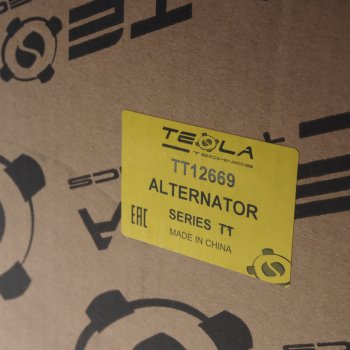 TESLA
TECHNICS
TT12669
ALTERNATOR
EAC SERIES TT
MADE IN CHINA